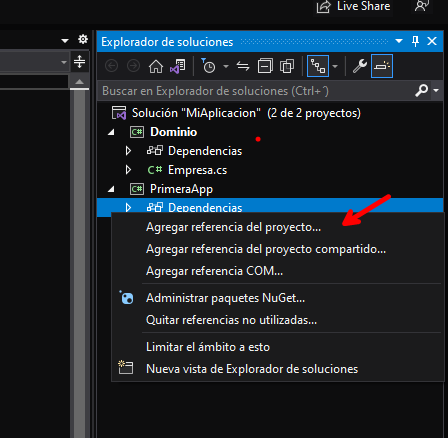 Live Share
Explorador de soluciones
Buscar en Explorador de soluciones (Ctrl+´)
Solución "MiAplicacion" (2 de 2 proyectos)
C# Dominio
Dependencias
C# Empresa.cs
C# PrimeraApp
Dependencias
Agregar referencia del proyecto...
Agregar referencia del proyecto compartido...
Agregar referencia COM...
Administrar paquetes NuGet...
Quitar referencias no utilizadas...
Limitar el ámbito a esto
Nueva vista de Explorador de soluciones